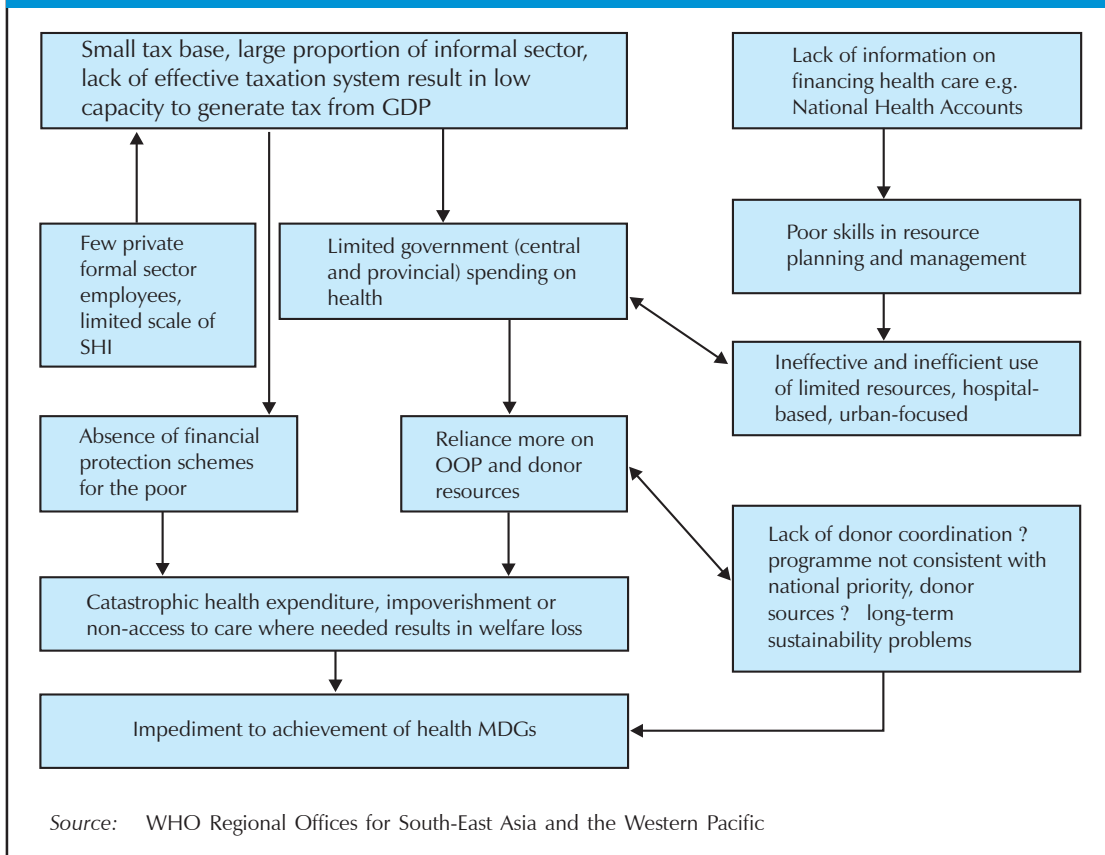 Small tax base, large proportion of informal sector,
lack of effective taxation system result in low
capacity to generate tax from GDP
Lack of information on
financing health care e.g.
National Health Accounts
Few private
formal sector
employees,
limited scale of
SHI
Limited government (central
and provincial) spending on
health
Poor skills in resource
planning and management
Ineffective and inefficient use
of limited resources, hospital-
based, urban-focused
Absence of financial
protection schemes
for the poor
Reliance more on
OOP and donor
resources
Lack of donor coordination ?
programme not consistent with
national priority, donor
sources ? long-term
sustainability problems
Catastrophic health expenditure, impoverishment or
non-access to care where needed results in welfare loss
Impediment to achievement of health MDGs
Source: WHO Regional Offices for South-East Asia and the Western Pacific